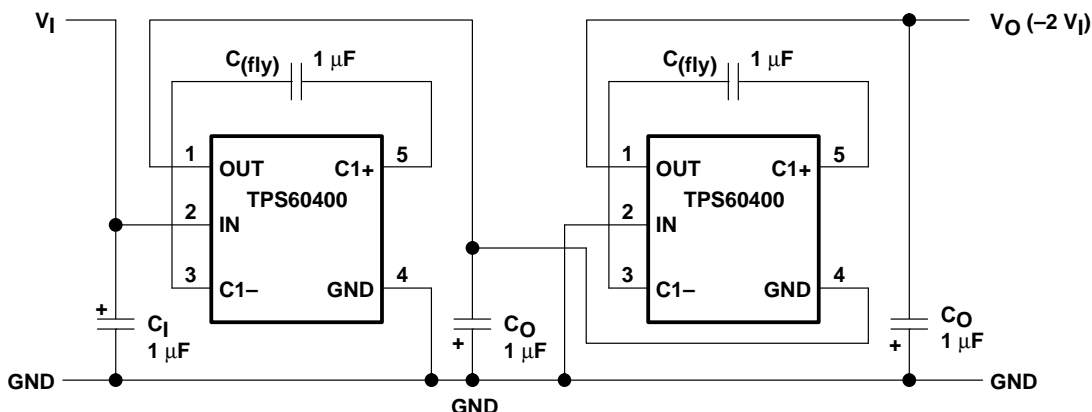 VI
VO (–2 VI)
C(fly) 1 µF
C(fly) 1 µF
1 OUT C1+ 5
TPS60400
2 IN
3 C1– GND 4
1 OUT C1+ 5
TPS60400
2 IN
3 C1– GND 4
+ CI
1 µF
+ CO
1 µF
+ CO
1 µF
GND
GND
GND